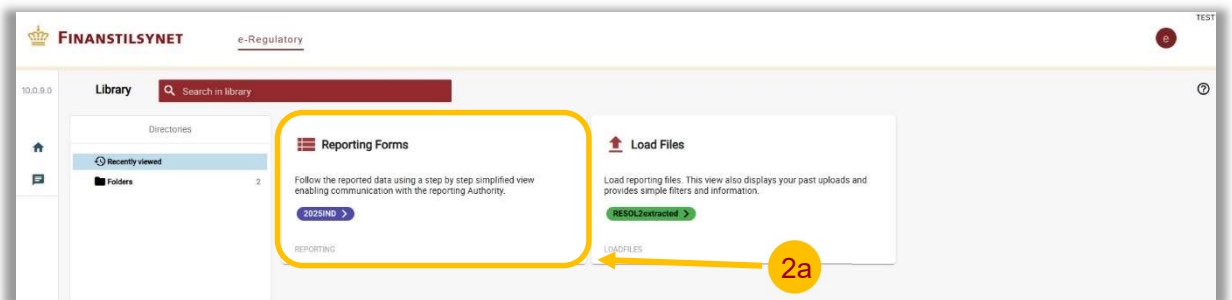 TEST
FINANSTILSYNET
e-Regulatory
e
10.0.9.0
Library
Search in library
Directories
Recently viewed
Folders
2
Reporting Forms
Follow the reported data using a step by step simplified view
enabling communication with the reporting Authority.
2025IND
REPORTING
Load Files
Load reporting files. This view also displays your past uploads and
provides simple filters and information.
RESOL2extracted
LOADFILES
2a